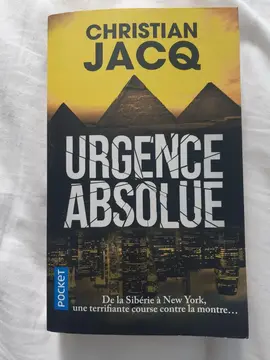 CHRISTIAN
JACQ
URGENCE
ABSOLUE
De la Sibérie à New York,
une terrifiante course contre la montre…
POCKET